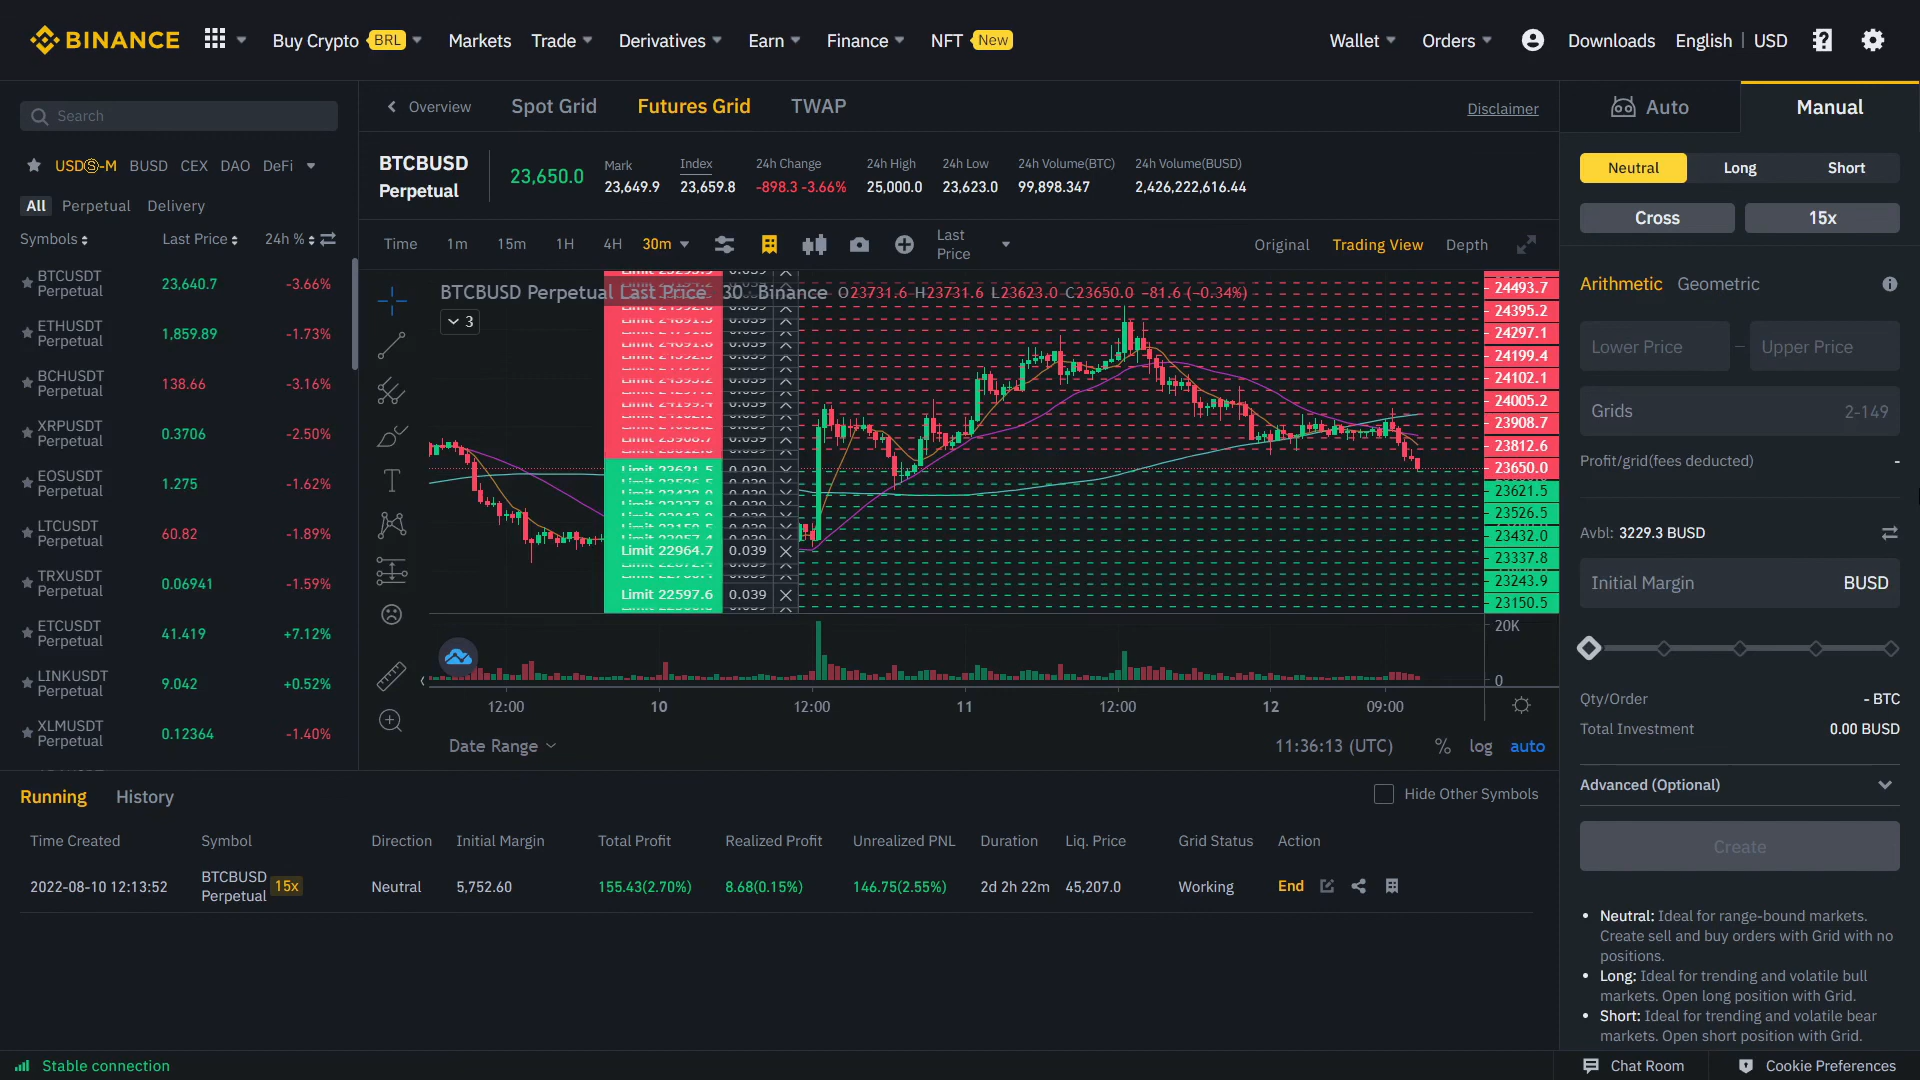 BINANCE
Buy Crypto BRL Markets Trade Derivatives Earn Finance NFT New Wallet Orders Downloads English | USD
Search
USDⓈ-M BUSD CEX DAO DeFi
All Perpetual Delivery
Symbols Last Price 24h %
BTCUSDT Perpetual 23,640.7 -3.66%
ETHUSDT Perpetual 1,859.89 -1.73%
BCHUSDT Perpetual 138.66 -3.16%
XRPUSDT Perpetual 0.3706 -2.50%
EOSUSDT Perpetual 1.275 -1.62%
LTCUSDT Perpetual 60.82 -1.89%
TRXUSDT Perpetual 0.06941 -1.59%
ETCUSDT Perpetual 41.419 +7.12%
LINKUSDT Perpetual 9.042 +0.52%
XLMUSDT Perpetual 0.12364 -1.40%
Overview Spot Grid Futures Grid TWAP Disclaimer
BTCBUSD
Perpetual
23,650.0
Mark
23,649.9
Index
23,659.8
24h Change
-898.3 -3.66%
24h High
25,000.0
24h Low
23,623.0
24h Volume(BTC)
99,898.347
24h Volume(BUSD)
2,426,222,616.44
Time 1m 15m 1H 4H 30m Last Price Original Trading View Depth
BTCBUSD Perpetual Last Price 30 Binance O23731.6 H23731.6 L23623.0 C23650.0 -81.6 (-0.34%)
3
Limit 22964.7 0.039
Limit 22597.6 0.039
24493.7
24395.2
24297.1
24199.4
24102.1
24005.2
23908.7
23812.6
23650.0
23621.5
23526.5
23432.0
23337.8
23243.9
23150.5
20K
0
12:00 10 12:00 11 12:00 12 09:00
Date Range 11:36:13 (UTC) % log auto
Auto Manual
Neutral Long Short
Cross 15x
Arithmetic Geometric
Lower Price – Upper Price
Grids 2-149
Profit/grid(fees deducted) -
Avbl: 3229.3 BUSD
Initial Margin BUSD
Qty/Order - BTC
Total Investment 0.00 BUSD
Advanced (Optional)
Create
• Neutral: Ideal for range-bound markets.
Create sell and buy orders with Grid with no
positions.
• Long: Ideal for trending and volatile bull
markets. Open long position with Grid.
• Short: Ideal for trending and volatile bear
markets. Open short position with Grid.
Running History Hide Other Symbols
Time Created Symbol Direction Initial Margin Total Profit Realized Profit Unrealized PNL Duration Liq. Price Grid Status Action
2022-08-10 12:13:52 BTCBUSD Perpetual 15x Neutral 5,752.60 155.43(2.70%) 8.68(0.15%) 146.75(2.55%) 2d 2h 22m 45,207.0 Working End
Stable connection Chat Room Cookie Preferences